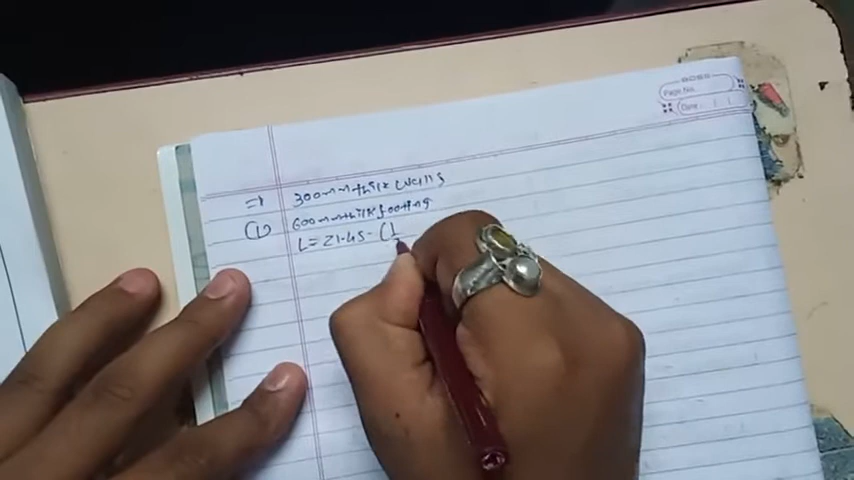 Page No.
Date: / /
⇒ 300mm thick walls
(1) 600mm thick footing
L = 21.45 - (1